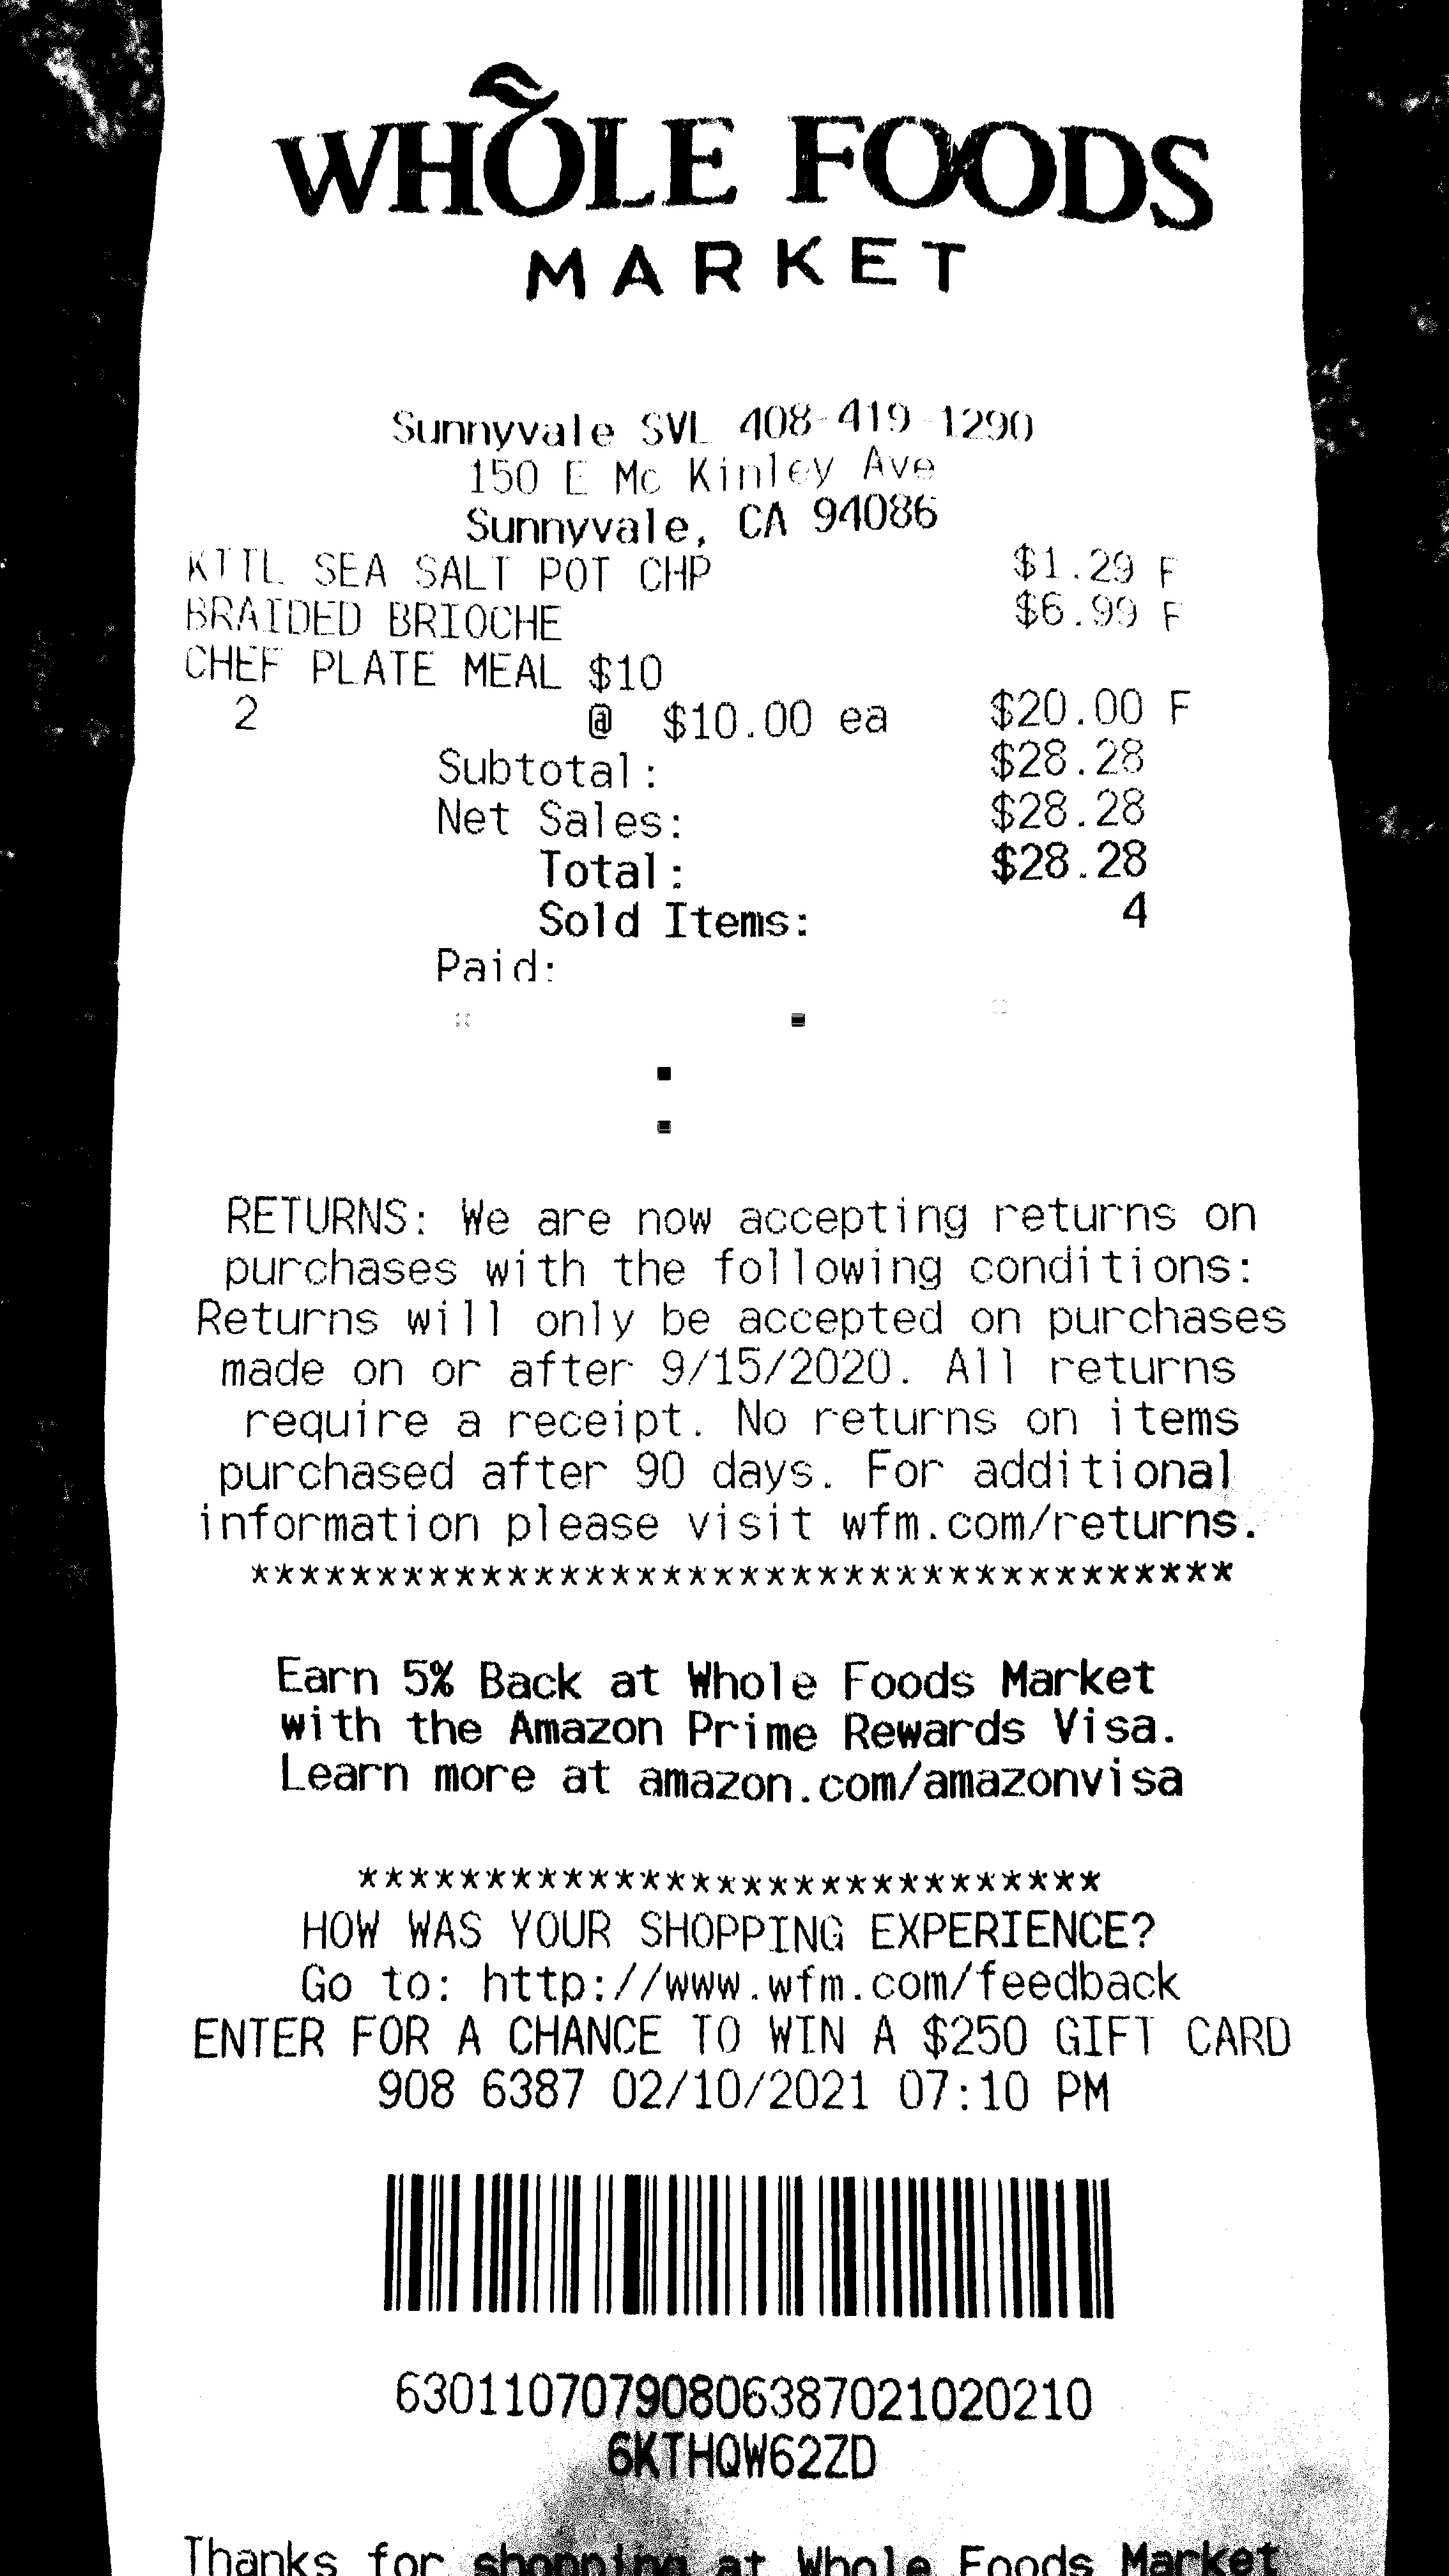 WHOLE FOODS
MARKET
Sunnyvale SVL 408-419-1290
150 E Mc Kinley Ave
Sunnyvale, CA 94086
KTTL SEA SALT POT CHP $1.29 F
BRAIDED BRIOCHE $6.99 F
CHEF PLATE MEAL $10
2 @ $10.00 ea $20.00 F
Subtotal: $28.28
Net Sales: $28.28
Total: $28.28
Sold Items: 4
Paid:
RETURNS: We are now accepting returns on
purchases with the following conditions:
Returns will only be accepted on purchases
made on or after 9/15/2020. All returns
require a receipt. No returns on items
purchased after 90 days. For additional
information please visit wfm.com/returns.
***************************************
Earn 5% Back at Whole Foods Market
with the Amazon Prime Rewards Visa.
Learn more at amazon.com/amazonvisa
*****************************
HOW WAS YOUR SHOPPING EXPERIENCE?
Go to: http://www.wfm.com/feedback
ENTER FOR A CHANCE TO WIN A $250 GIFT CARD
908 6387 02/10/2021 07:10 PM
63011070790806387021020210
6KTHQW62ZD
Thanks for shopping at Whole Foods Market